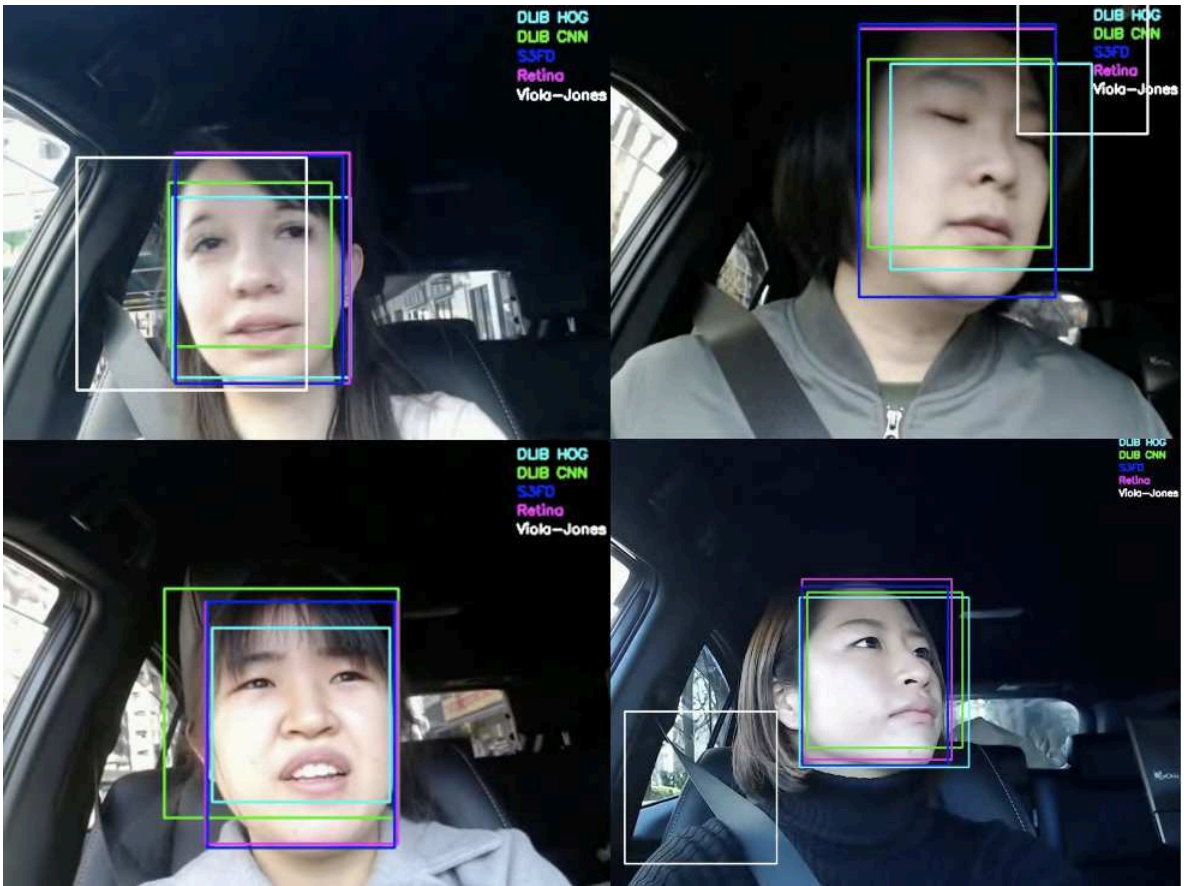 DLIB HOG
DLIB CNN
S3FD
Retina
Viola-Jones
DLIB HOG
DLIB CNN
S3FD
Retina
Viola-Jones
DLIB HOG
DLIB CNN
S3FD
Retina
Viola-Jones
DLIB HOG
DLIB CNN
S3FD
Retina
Viola-Jones